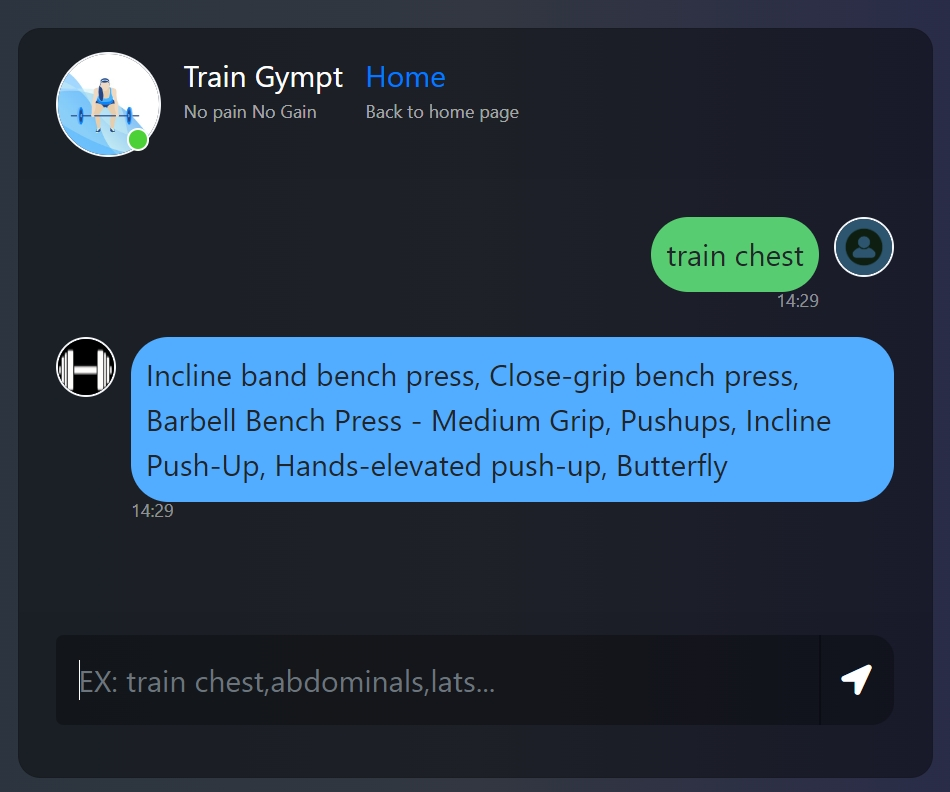 Train Gympt Home
No pain No Gain Back to home page
train chest
14:29
Incline band bench press, Close-grip bench press,
Barbell Bench Press - Medium Grip, Pushups, Incline
Push-Up, Hands-elevated push-up, Butterfly
14:29
EX: train chest,abdominals,lats...